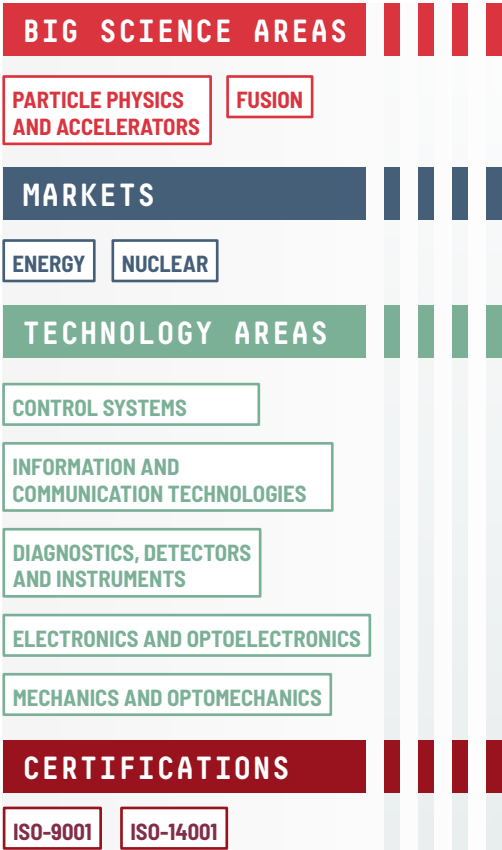 BIG SCIENCE AREAS
PARTICLE PHYSICS
AND ACCELERATORS
FUSION
MARKETS
ENERGY
NUCLEAR
TECHNOLOGY AREAS
CONTROL SYSTEMS
INFORMATION AND
COMMUNICATION TECHNOLOGIES
DIAGNOSTICS, DETECTORS
AND INSTRUMENTS
ELECTRONICS AND OPTOELECTRONICS
MECHANICS AND OPTOMECHANICS
CERTIFICATIONS
ISO-9001
ISO-14001